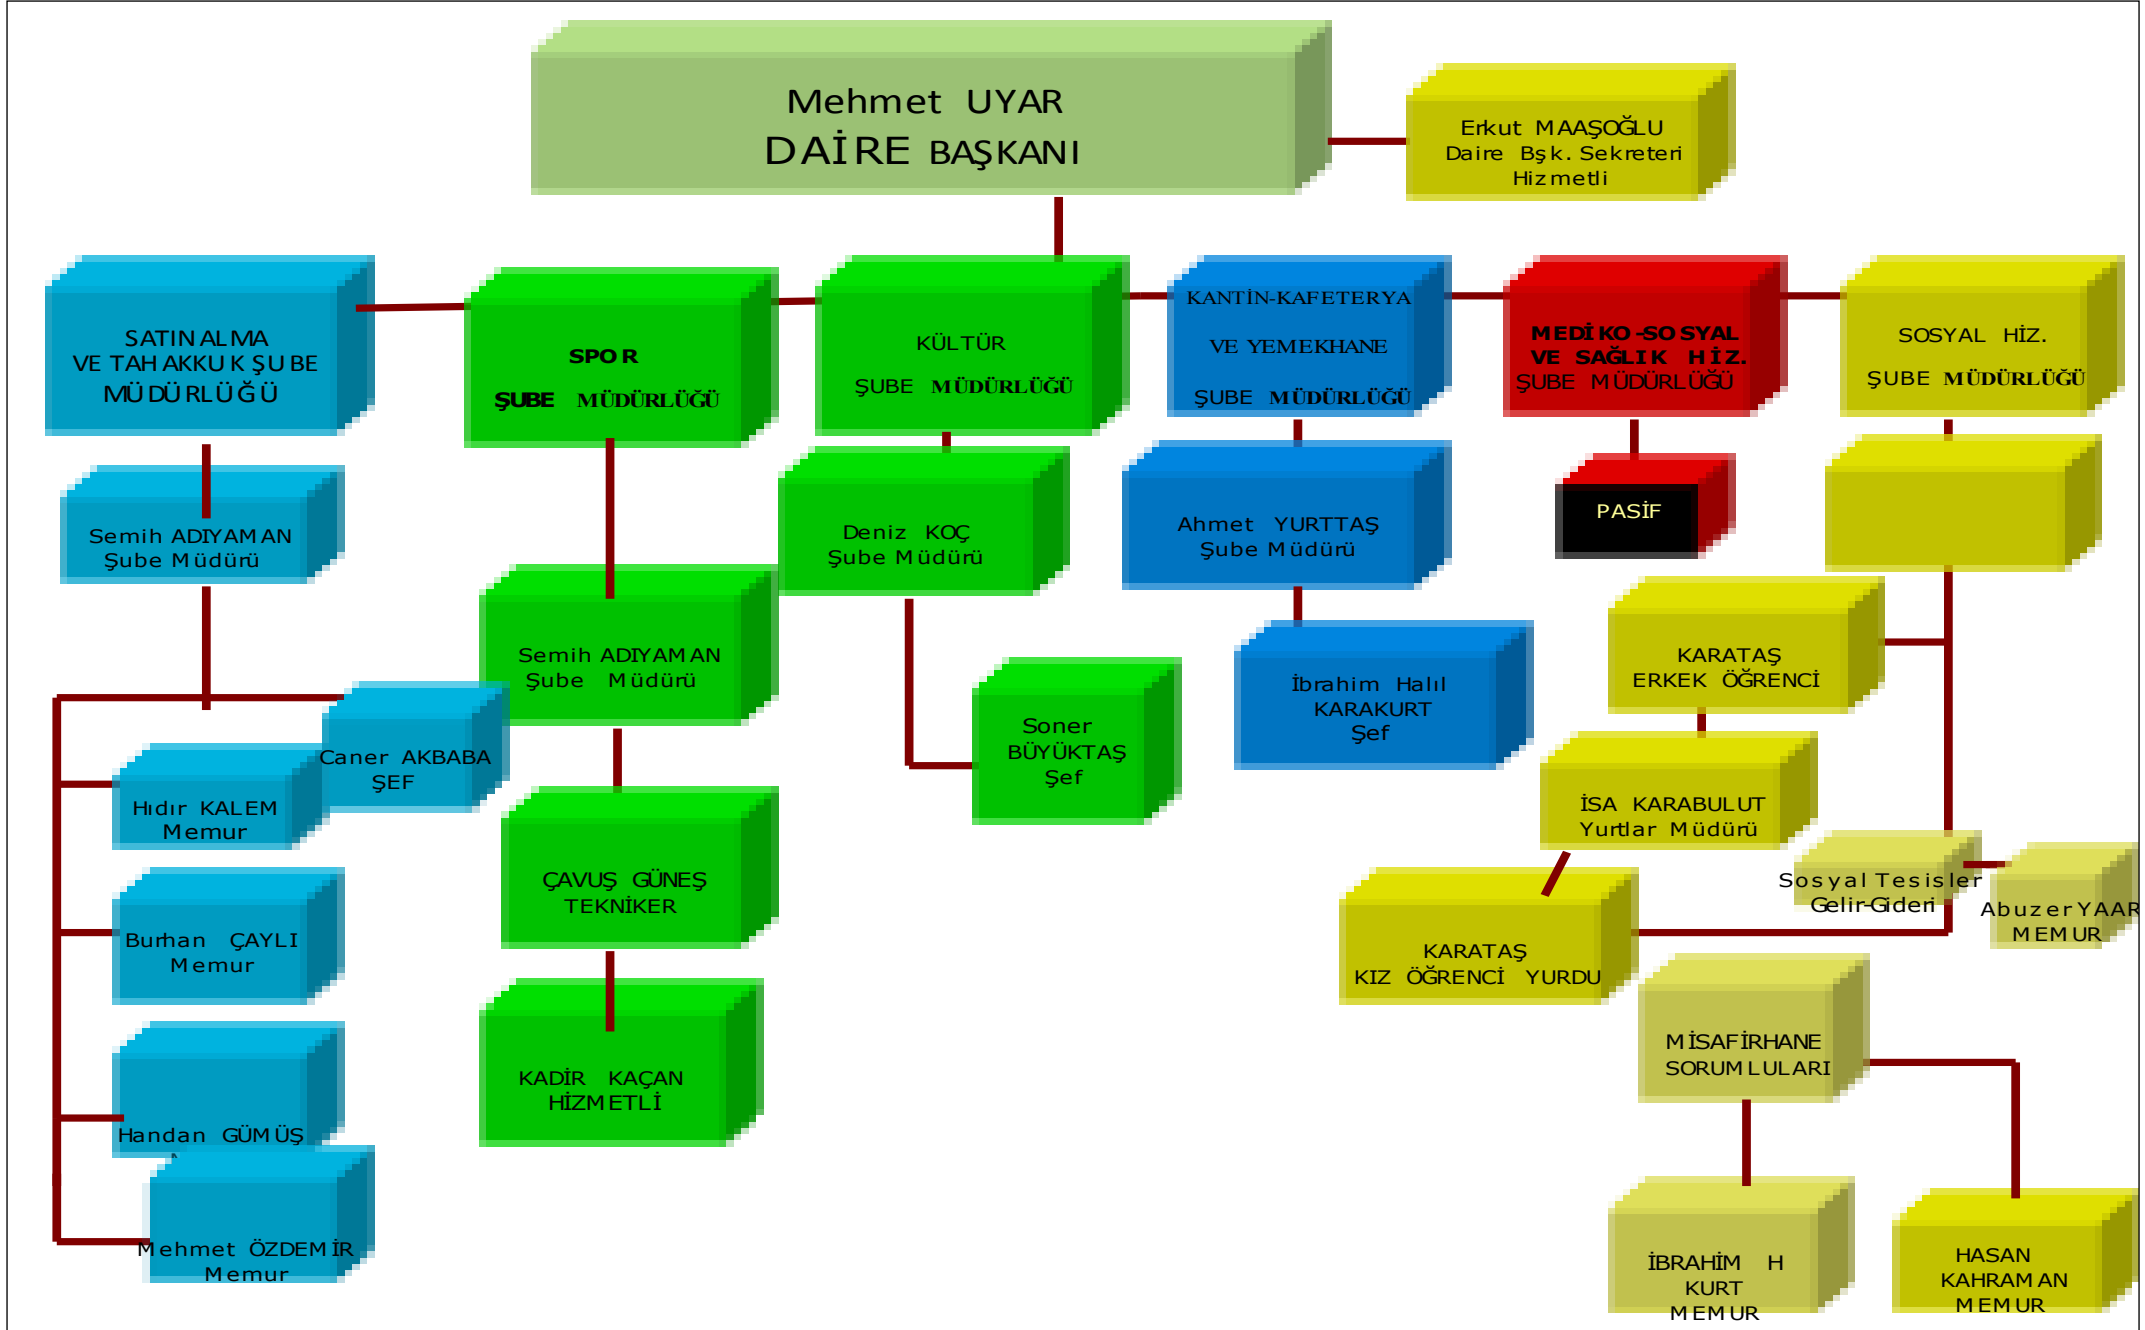 Mehmet UYAR
DAİRE BAŞKANI
Erkut MAAŞOĞLU
Daire Bşk. Sekreteri
Hizmetli
SATINALMA
VE TAHAKKUK ŞUBE
MÜDÜRLÜĞÜ
SPOR
ŞUBE MÜDÜRLÜĞÜ
KÜLTÜR
ŞUBE MÜDÜRLÜĞÜ
KANTİN-KAFETERYA
VE YEMEKHANE
ŞUBE MÜDÜRLÜĞÜ
MEDİKO-SOSYAL
VE SAĞLIK HİZ.
ŞUBE MÜDÜRLÜĞÜ
SOSYAL HİZ.
ŞUBE MÜDÜRLÜĞÜ
Semih ADIYAMAN
Şube Müdürü
Deniz KOÇ
Şube Müdürü
Ahmet YURTTAŞ
Şube Müdürü
PASİF
Semih ADIYAMAN
Şube Müdürü
İbrahim Halıl
KARAKURT
Şef
KARATAŞ
ERKEK ÖĞRENCİ
Caner AKBABA
ŞEF
Soner
BÜYÜKTAŞ
Şef
Hıdır KALEM
Memur
İSA KARABULUT
Yurtlar Müdürü
ÇAVUŞ GÜNEŞ
TEKNİKER
Sosyal Tesisler
Gelir-Gideri
Abuzer YAAR
MEMUR
Burhan ÇAYLI
Memur
KARATAŞ
KIZ ÖĞRENCİ YURDU
KADİR KAÇAN
HİZMETLİ
MİSAFİRHANE
SORUMLULARI
Handan GÜMÜŞ
Mehmet ÖZDEMİR
Memur
İBRAHİM H
KURT
MEMUR
HASAN
KAHRAMAN
MEMUR